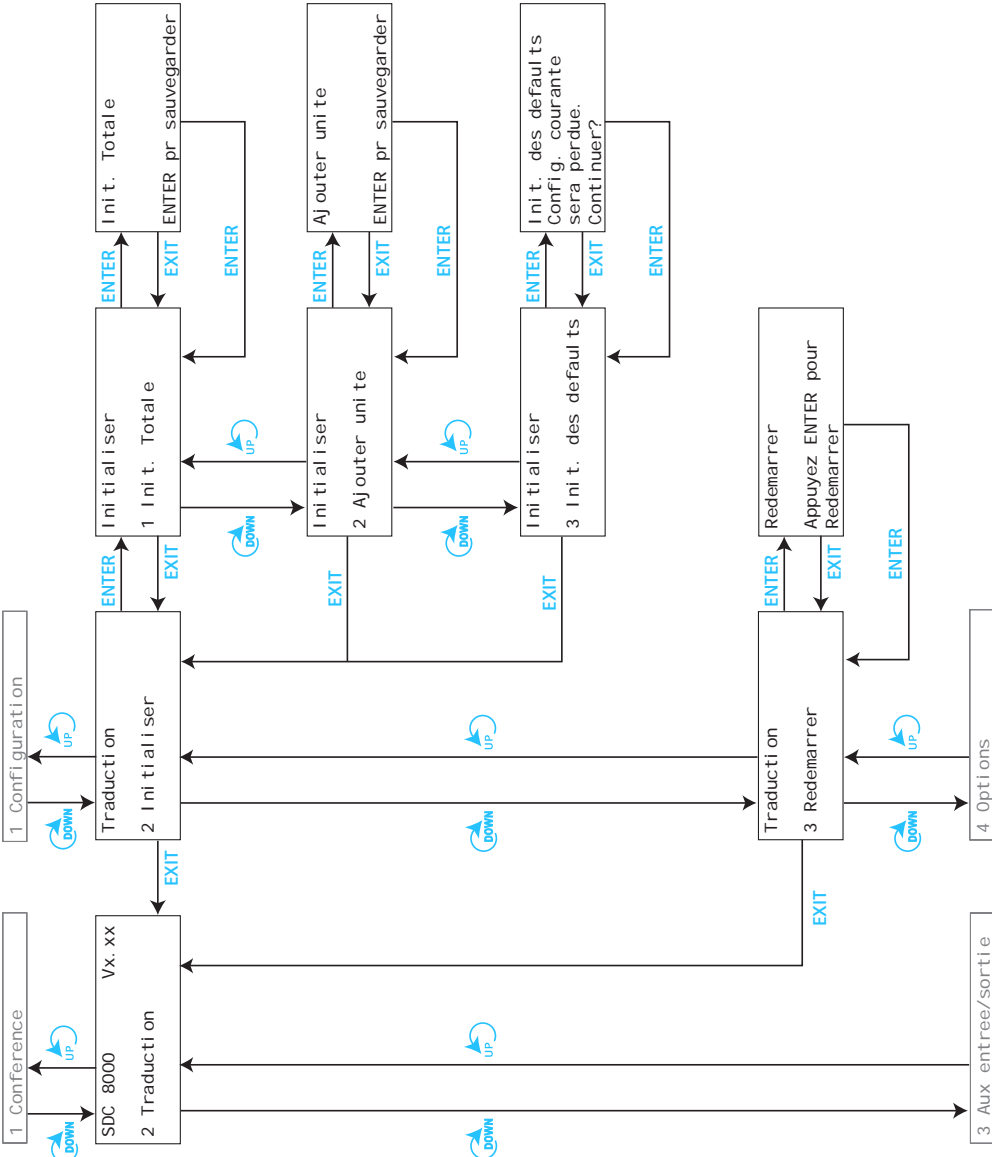 1 Conference
DOWN
UP
SDC 8000 Vx.xx
2 Traduction
DOWN
UP
3 Aux entree/sortie
EXIT
EXIT
1 Configuration
DOWN
UP
Traduction
2 Initialiser
DOWN
UP
Traduction
3 Redemarrer
DOWN
UP
4 Options
ENTER
EXIT
EXIT
EXIT
ENTER
EXIT
ENTER
Initialiser
1 Init. Totale
DOWN
UP
Initialiser
2 Ajouter unite
DOWN
UP
Initialiser
3 Init. des defaults
Redemarrer
Appuyez ENTER pour
Redemarrer
ENTER
EXIT
ENTER
ENTER
EXIT
ENTER
ENTER
EXIT
ENTER
Init. Totale
ENTER pr sauvegarder
Ajouter unite
ENTER pr sauvegarder
Init. des defaults
Config. courante
sera perdue.
Continuer?